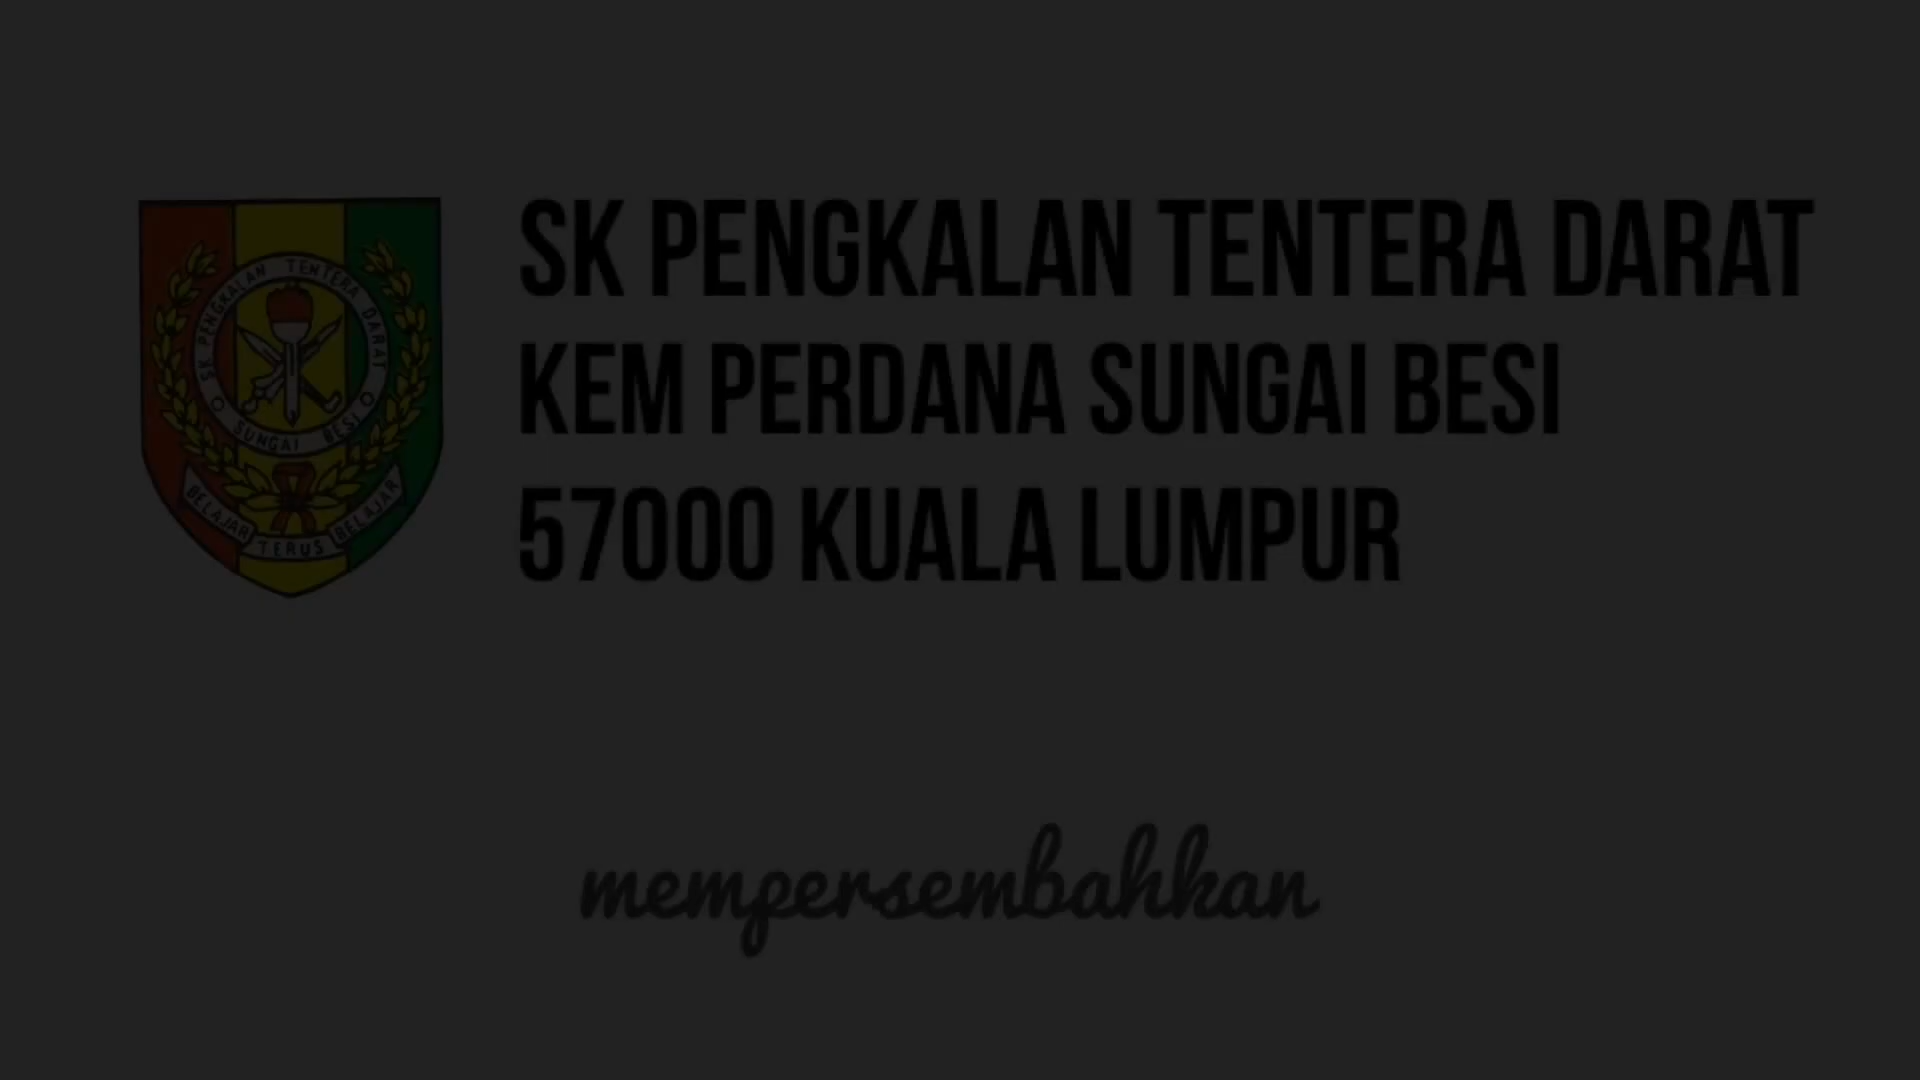 SK PENGKALAN TENTERA DARAT
SUNGAI BESI
BELAJAR TERUS BELAJAR
SK PENGKALAN TENTERA DARAT
KEM PERDANA SUNGAI BESI
57000 KUALA LUMPUR
mempersembahkan